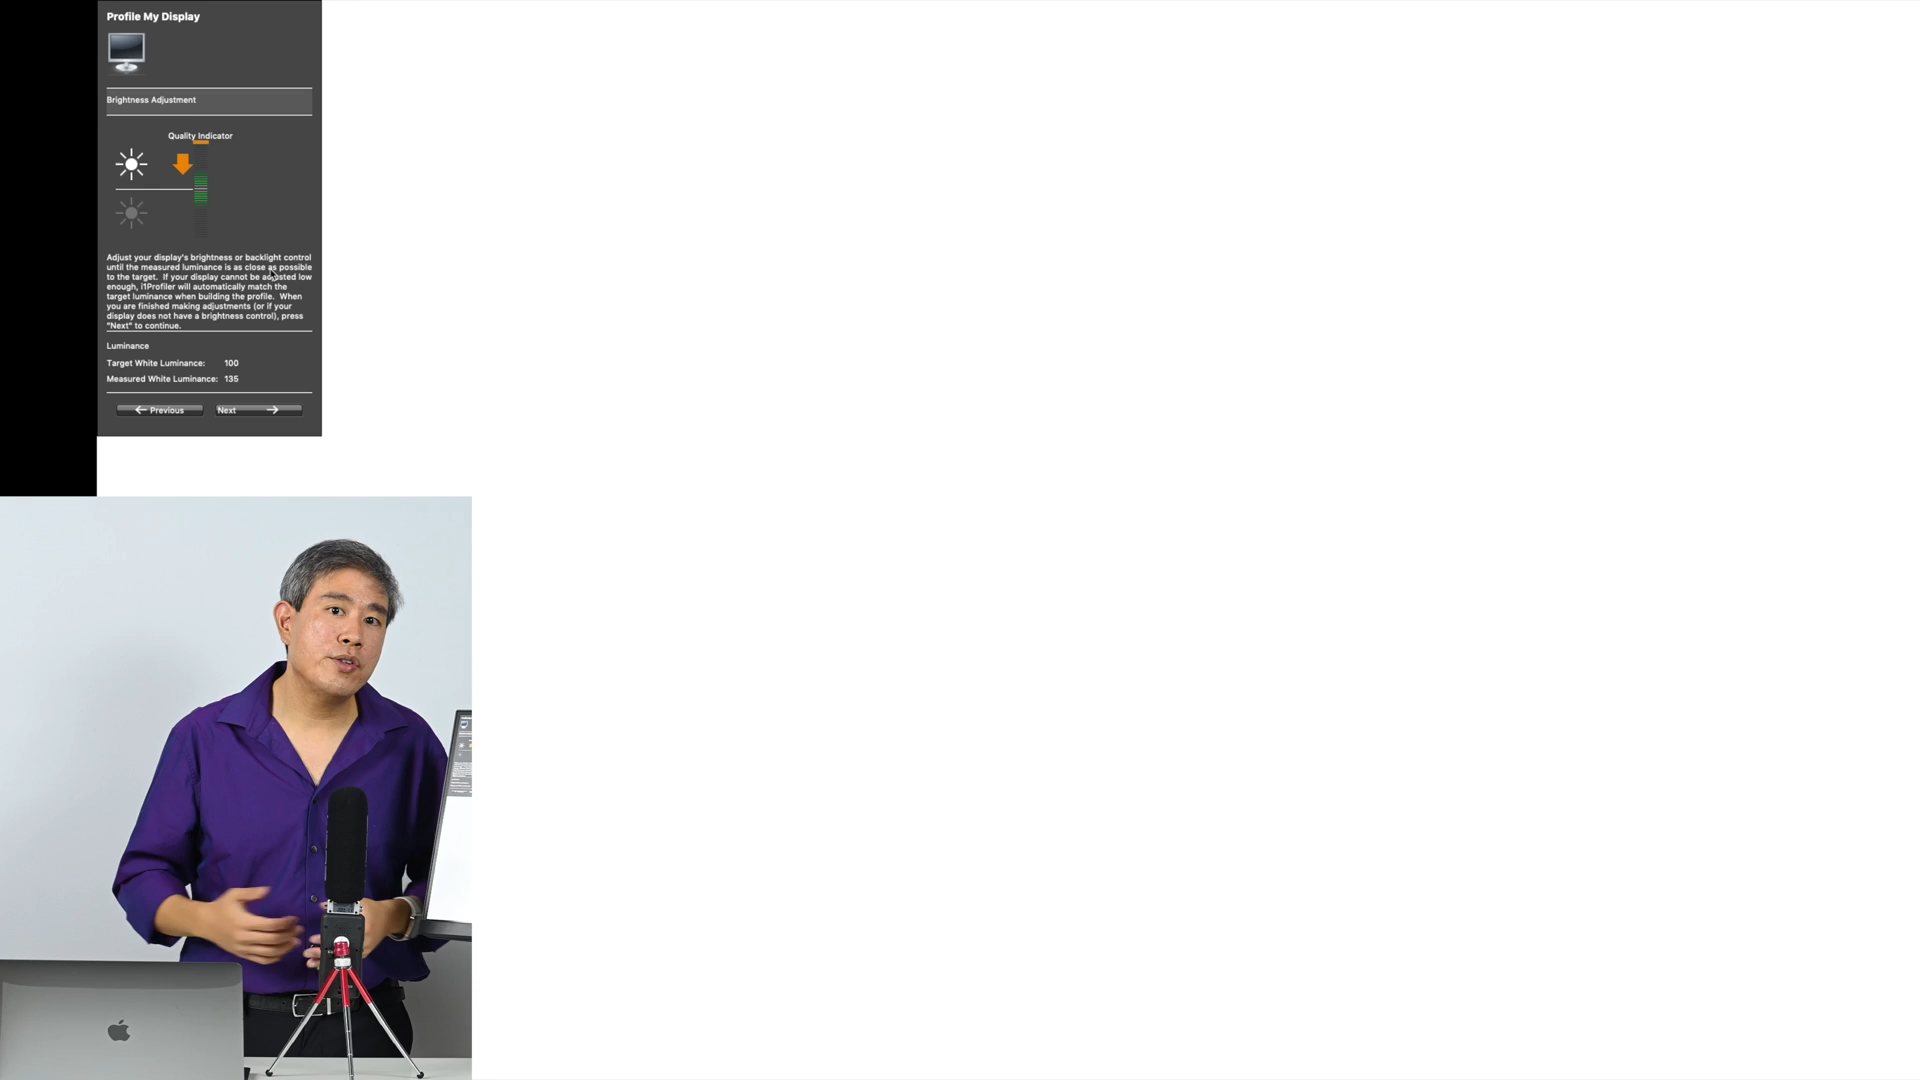 Profile My Display
Brightness Adjustment
Quality Indicator
Adjust your display's brightness or backlight control
until the measured luminance is as close as possible
to the target.  If your display cannot be adjusted low
enough, i1Profiler will automatically match the
target luminance when building the profile.  When
you are finished making adjustments (or if your
display does not have a brightness control), press
"Next" to continue.
Luminance
Target White Luminance: 100
Measured White Luminance: 135
Previous Next